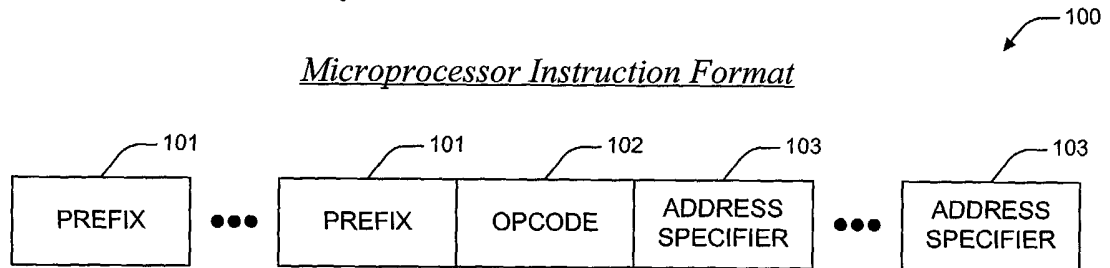 100
Microprocessor Instruction Format
101 101 102 103 103
PREFIX ••• PREFIX OPCODE ADDRESS SPECIFIER ••• ADDRESS SPECIFIER